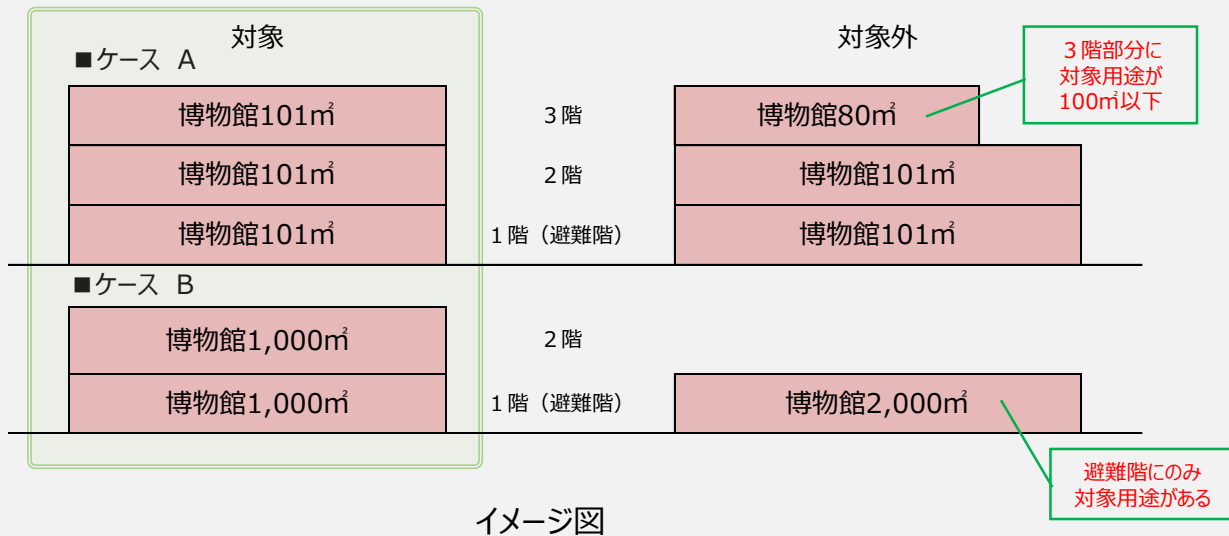 対象
対象外
■ケース A
3階部分に
対象用途が
100㎡以下
博物館101㎡
3階
博物館80㎡
博物館101㎡
2階
博物館101㎡
博物館101㎡
1階（避難階）
博物館101㎡
■ケース B
博物館1,000㎡
2階
博物館1,000㎡
1階（避難階）
博物館2,000㎡
避難階にのみ
対象用途がある
イメージ図